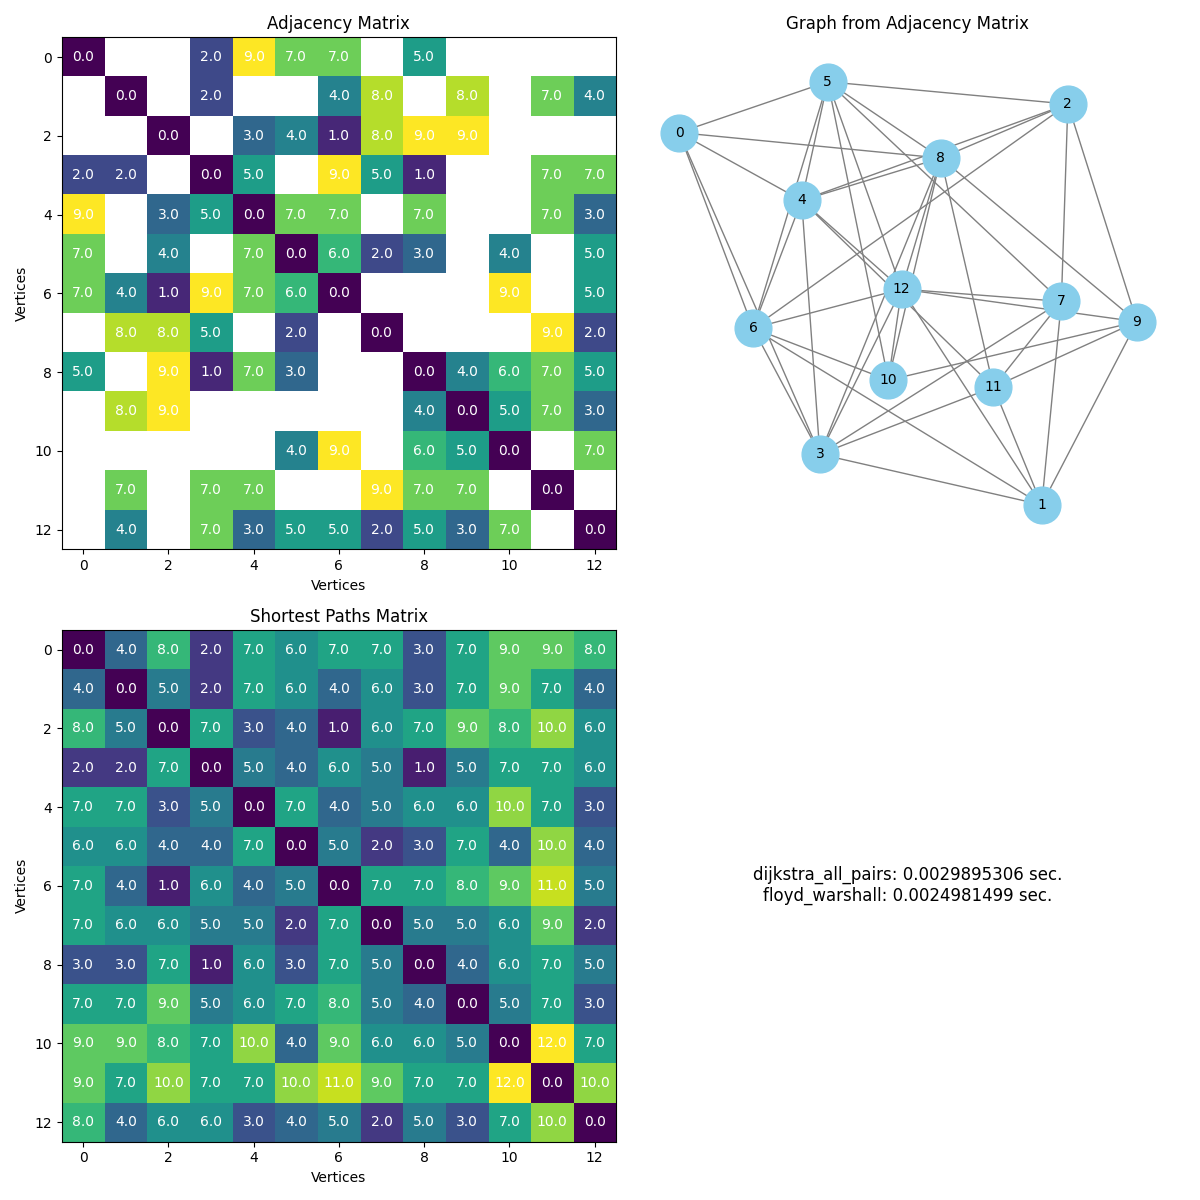 Adjacency Matrix
0 0.0 2.0 9.0 7.0 7.0 5.0
0.0 2.0 4.0 8.0 8.0 7.0 4.0
2 0.0 3.0 4.0 1.0 8.0 9.0 9.0
2.0 2.0 0.0 5.0 9.0 5.0 1.0 7.0 7.0
4 9.0 3.0 5.0 0.0 7.0 7.0 7.0 7.0 3.0
7.0 4.0 7.0 0.0 6.0 2.0 3.0 4.0 5.0
6 7.0 4.0 1.0 9.0 7.0 6.0 0.0 9.0 5.0
8.0 8.0 5.0 2.0 0.0 9.0 2.0
8 5.0 9.0 1.0 7.0 3.0 0.0 4.0 6.0 7.0 5.0
8.0 9.0 4.0 0.0 5.0 7.0 3.0
10 4.0 9.0 6.0 5.0 0.0 7.0
7.0 7.0 7.0 9.0 7.0 7.0 0.0
12 4.0 7.0 3.0 5.0 5.0 2.0 5.0 3.0 7.0 0.0
0 2 4 6 8 10 12
Vertices
Vertices
Graph from Adjacency Matrix
5
2
0
8
4
12
7
9
6
10
11
3
1
Shortest Paths Matrix
0 0.0 4.0 8.0 2.0 7.0 6.0 7.0 7.0 3.0 7.0 9.0 9.0 8.0
4.0 0.0 5.0 2.0 7.0 6.0 4.0 6.0 3.0 7.0 9.0 7.0 4.0
2 8.0 5.0 0.0 7.0 3.0 4.0 1.0 6.0 7.0 9.0 8.0 10.0 6.0
2.0 2.0 7.0 0.0 5.0 4.0 6.0 5.0 1.0 5.0 7.0 7.0 6.0
4 7.0 7.0 3.0 5.0 0.0 7.0 4.0 5.0 6.0 6.0 10.0 7.0 3.0
6.0 6.0 4.0 4.0 7.0 0.0 5.0 2.0 3.0 7.0 4.0 10.0 4.0
6 7.0 4.0 1.0 6.0 4.0 5.0 0.0 7.0 7.0 8.0 9.0 11.0 5.0
7.0 6.0 6.0 5.0 5.0 2.0 7.0 0.0 5.0 5.0 6.0 9.0 2.0
8 3.0 3.0 7.0 1.0 6.0 3.0 7.0 5.0 0.0 4.0 6.0 7.0 5.0
7.0 7.0 9.0 5.0 6.0 7.0 8.0 5.0 4.0 0.0 5.0 7.0 3.0
10 9.0 9.0 8.0 7.0 10.0 4.0 9.0 6.0 6.0 5.0 0.0 12.0 7.0
9.0 7.0 10.0 7.0 7.0 10.0 11.0 9.0 7.0 7.0 12.0 0.0 10.0
12 8.0 4.0 6.0 6.0 3.0 4.0 5.0 2.0 5.0 3.0 7.0 10.0 0.0
0 2 4 6 8 10 12
Vertices
Vertices
dijkstra_all_pairs: 0.0029895306 sec.
floyd_warshall: 0.0024981499 sec.